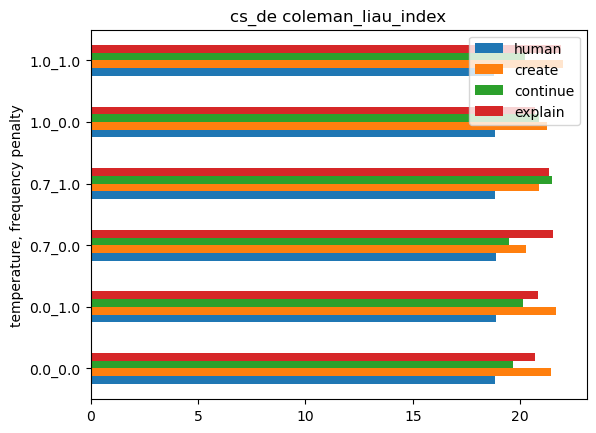 cs_de coleman_liau_index
temperature, frequency penalty
1.0_1.0
1.0_0.0
0.7_1.0
0.7_0.0
0.0_1.0
0.0_0.0
0
5
10
15
20
human
create
continue
explain